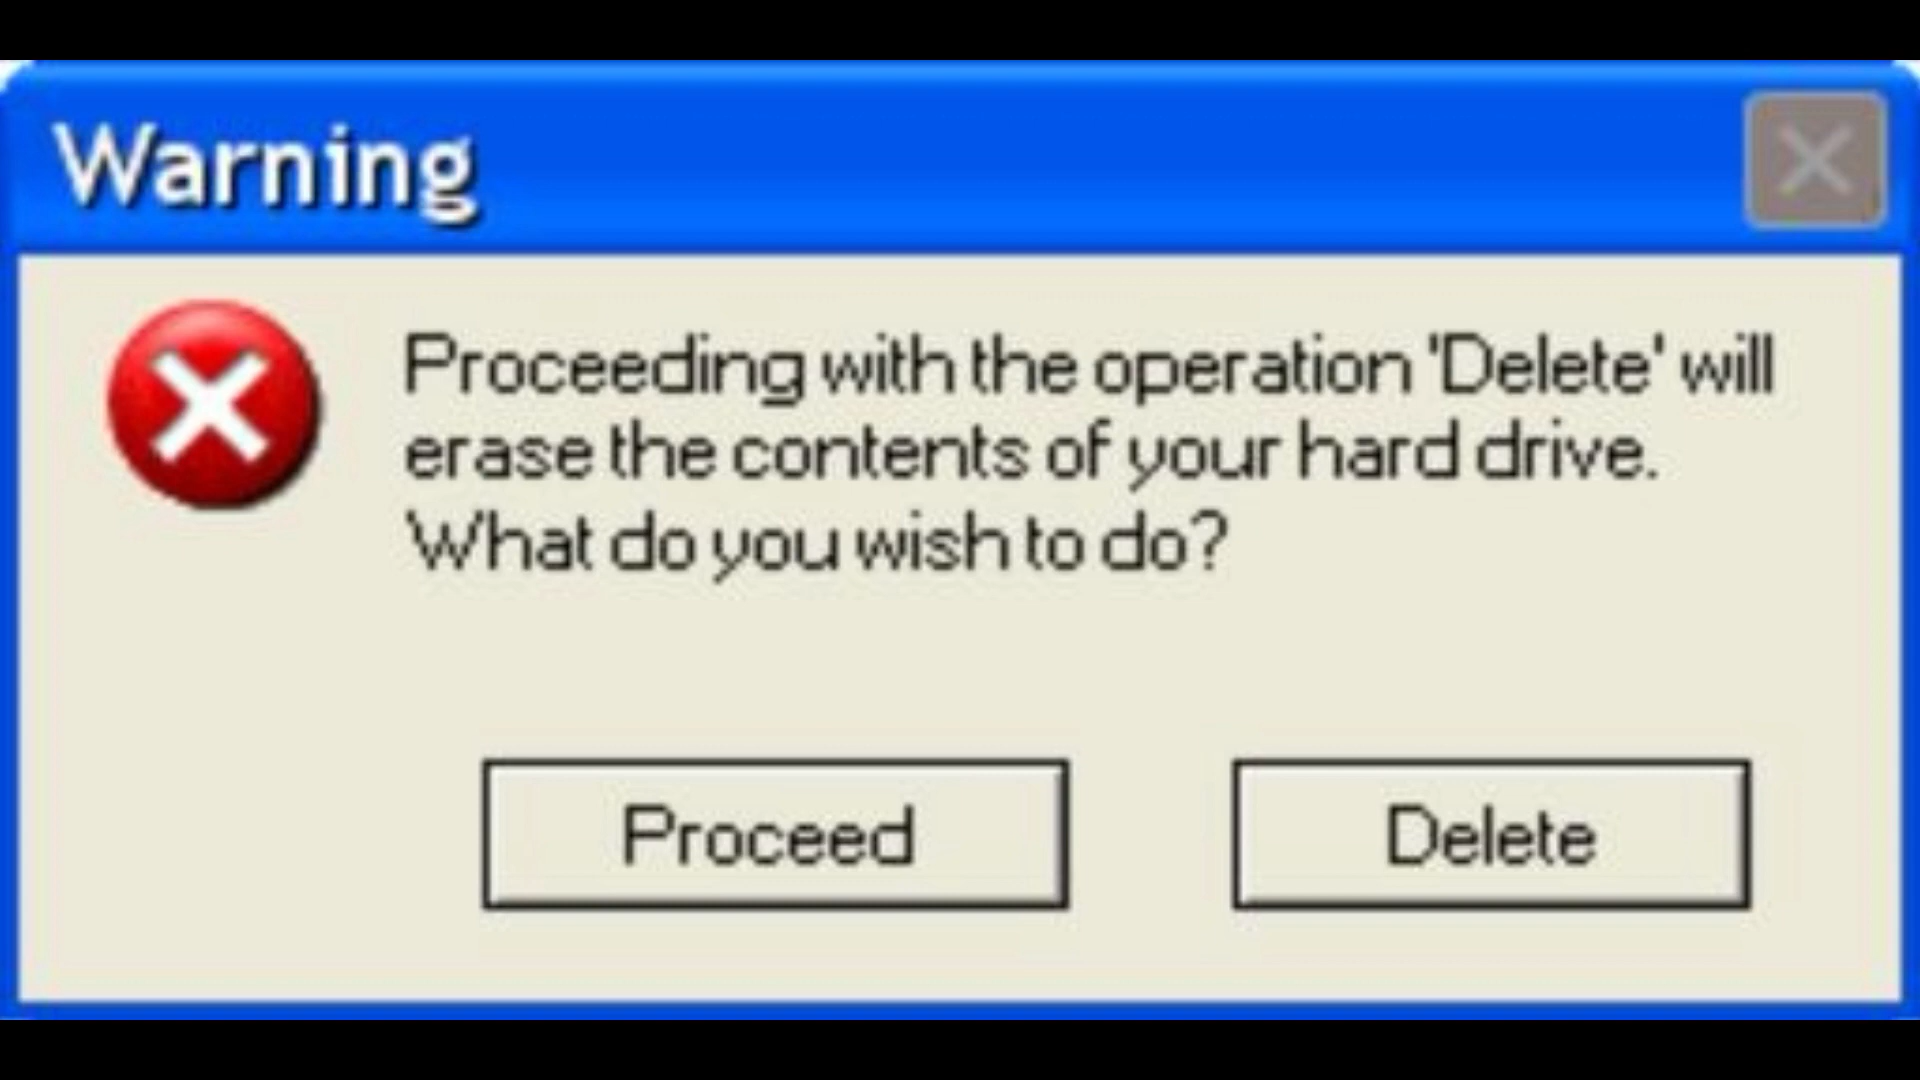 Warning
Proceeding with the operation 'Delete' will
erase the contents of your hard drive.
What do you wish to do?
Proceed
Delete